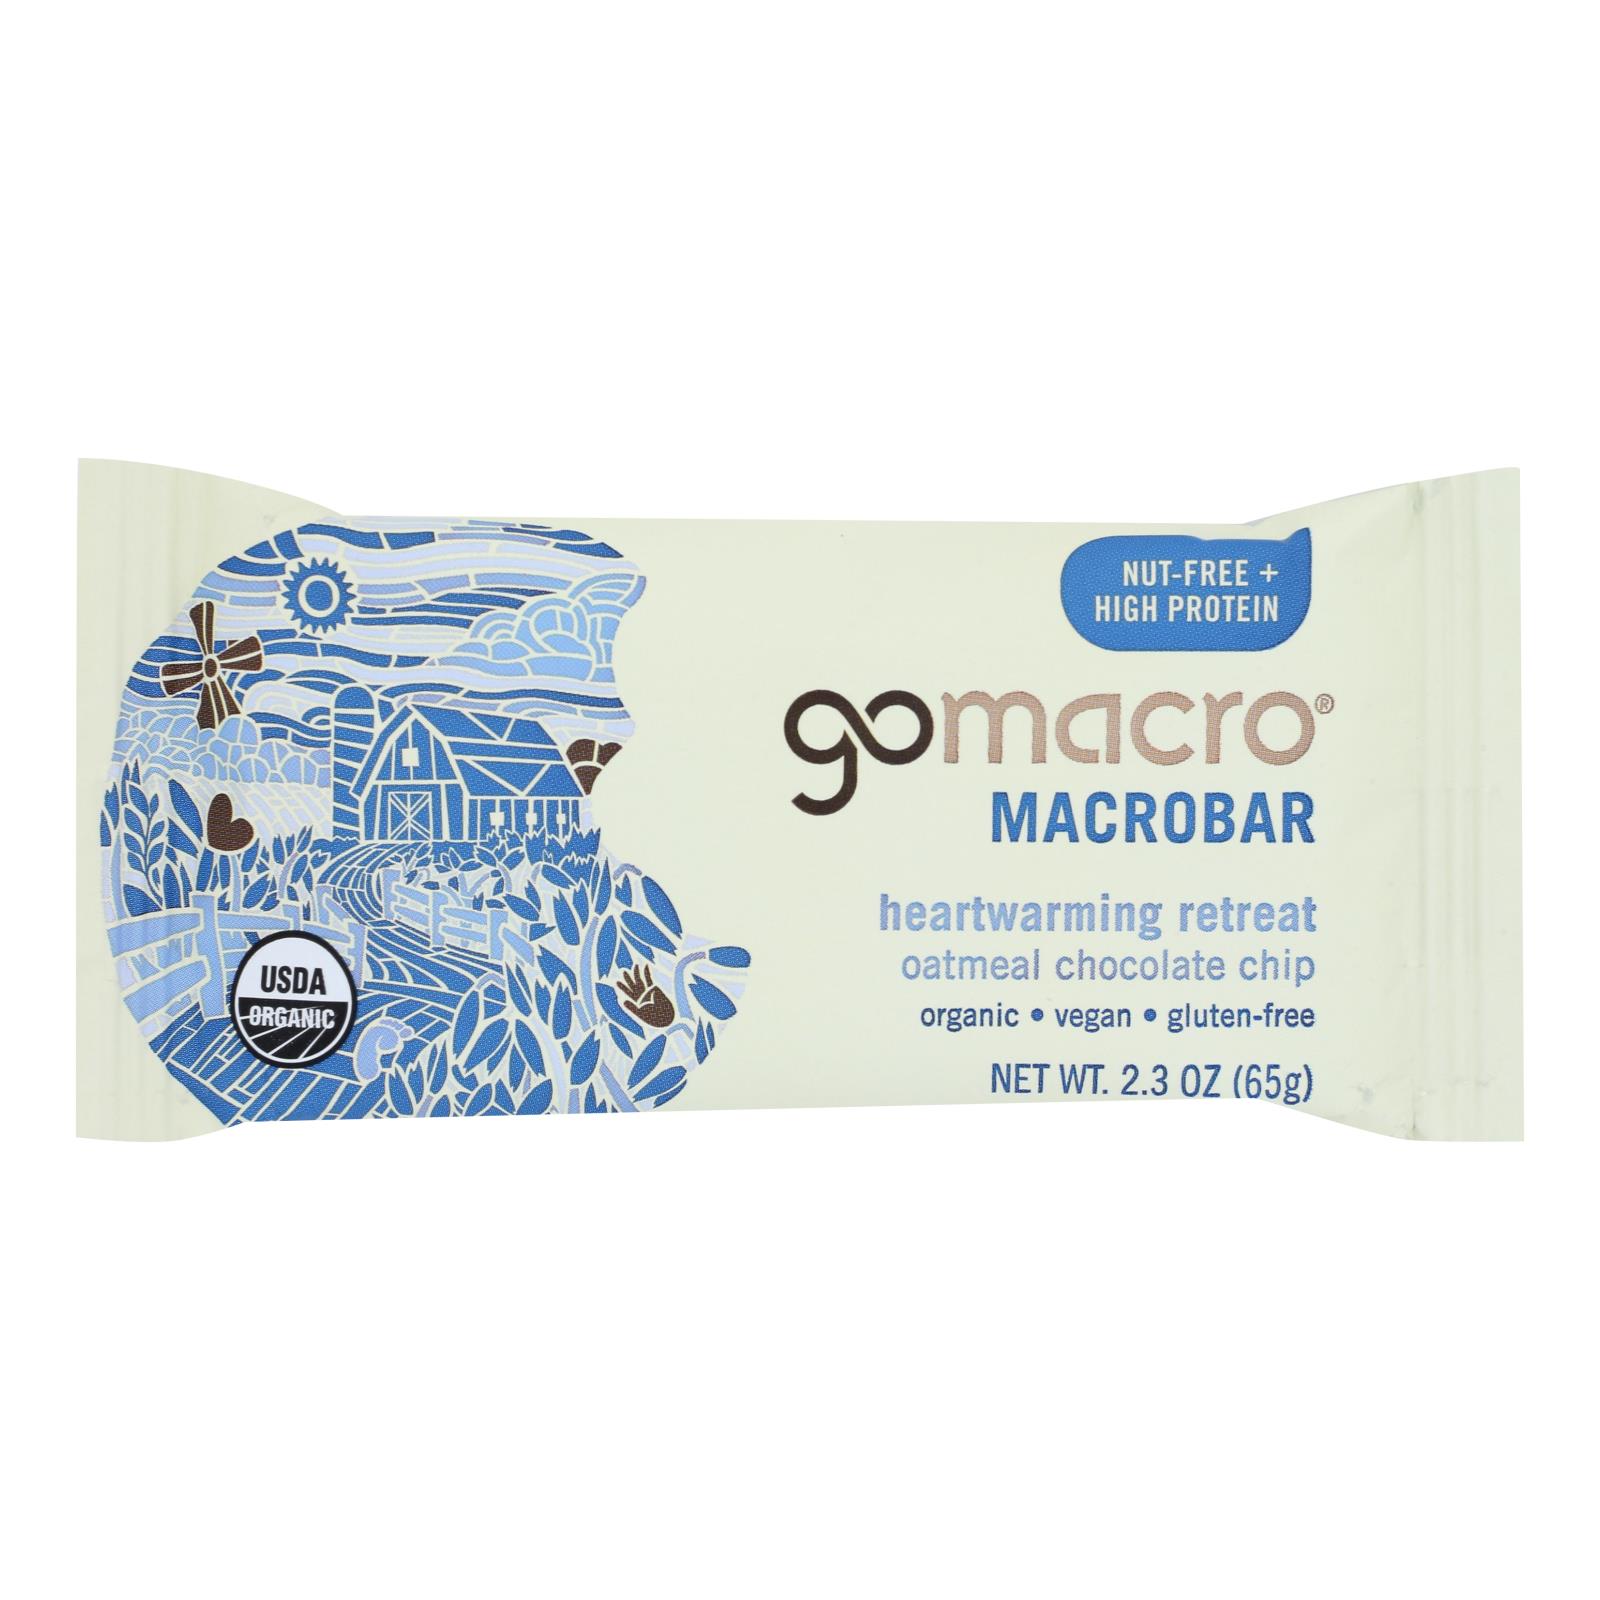 NUT-FREE +
HIGH PROTEIN
gomacro®
MACROBAR
heartwarming retreat
oatmeal chocolate chip
organic • vegan • gluten-free
NET WT. 2.3 OZ (65g)
USDA
ORGANIC